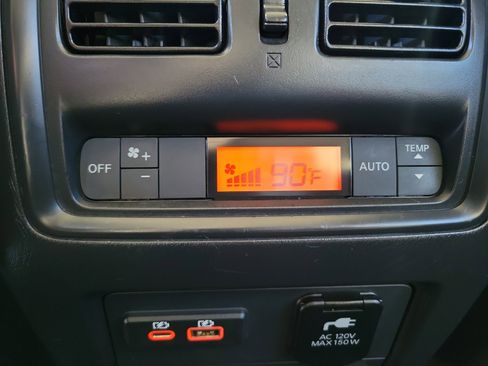 OFF
+
-
90°F
AUTO
TEMP
AC 120V
MAX 150W